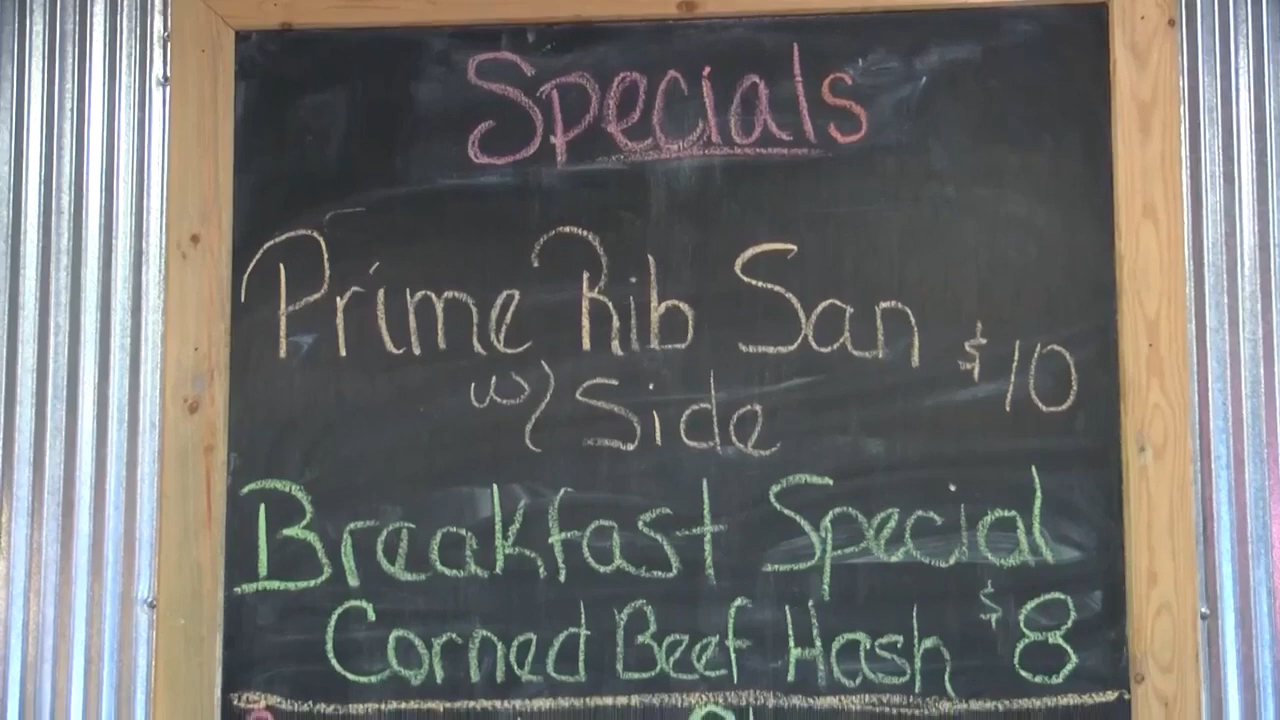 Specials
Prime Rib San $10
w/ Side
Breakfast Special
Corned Beef Hash $8